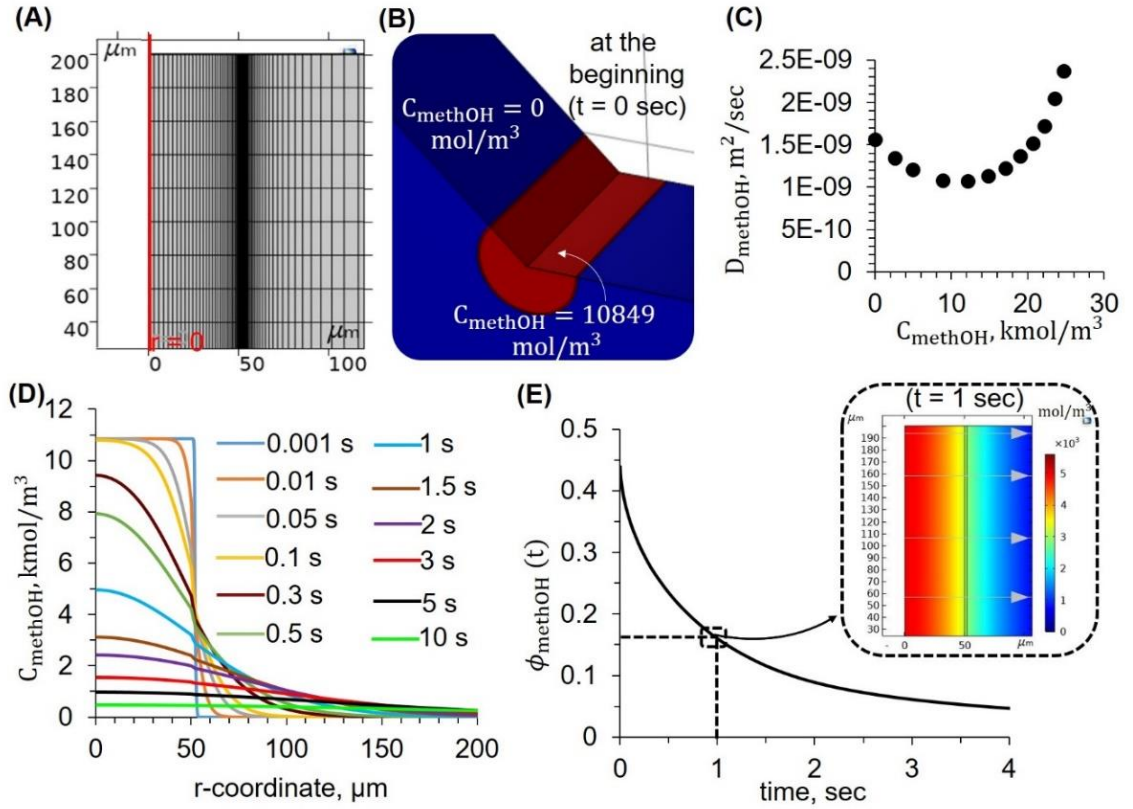 (A)
μm
200
180
160
140
120
100
80
60
40
r = 0
μm
0
50
100
(B)
at the
beginning
(t = 0 sec)
C_methOH = 0
mol/m³
C_methOH = 10849
mol/m³
(C)
D_methOH, m²/sec
2.5E-09
2E-09
1.5E-09
1E-09
5E-10
0
0 10 20 30
C_methOH, kmol/m³
(D)
C_methOH, kmol/m³
12
10
8
6
4
2
0
0.001 s
0.01 s
0.05 s
0.1 s
0.3 s
0.5 s
1 s
1.5 s
2 s
3 s
5 s
10 s
0 50 100 150 200
r-coordinate, μm
(E)
ϕ_methOH (t)
0.5
0.4
0.3
0.2
0.1
0
0 1 2 3 4
time, sec
(t = 1 sec)
μm
190
180
170
160
150
140
130
120
110
100
90
80
70
60
50
40
30
0 50
μm
mol/m³
×10³
5
4
3
2
1
0